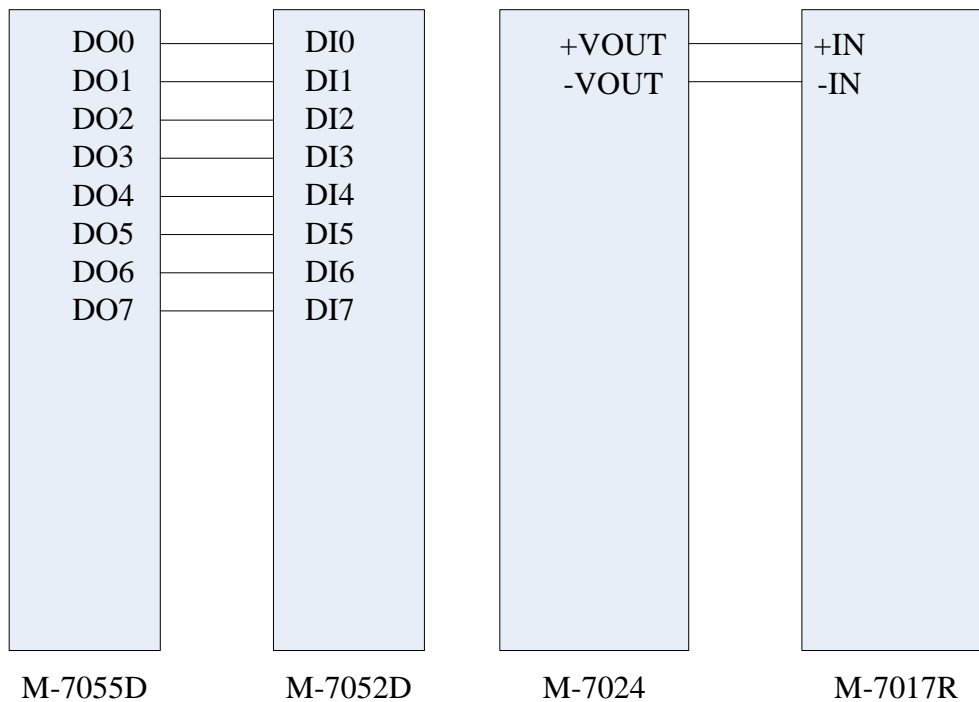 DO0 DI0 +VOUT +IN
DO1 DI1 -VOUT -IN
DO2 DI2
DO3 DI3
DO4 DI4
DO5 DI5
DO6 DI6
DO7 DI7
M-7055D M-7052D M-7024 M-7017R